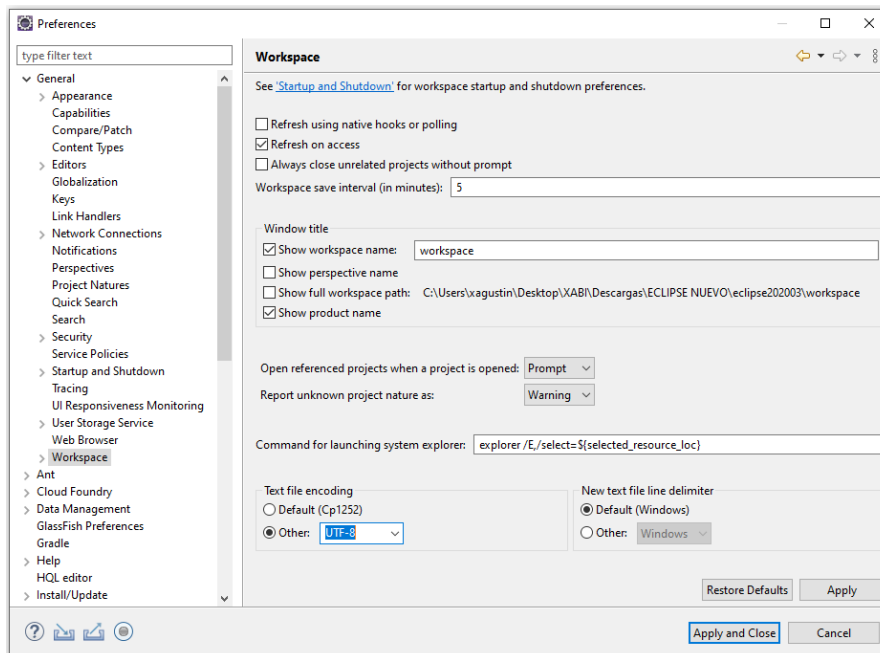 Preferences
type filter text
General
Appearance
Capabilities
Compare/Patch
Content Types
Editors
Globalization
Keys
Link Handlers
Network Connections
Notifications
Perspectives
Project Natures
Quick Search
Search
Security
Service Policies
Startup and Shutdown
Tracing
UI Responsiveness Monitoring
User Storage Service
Web Browser
Workspace
Ant
Cloud Foundry
Data Management
GlassFish Preferences
Gradle
Help
HQL editor
Install/Update
Workspace
See 'Startup and Shutdown' for workspace startup and shutdown preferences.
Refresh using native hooks or polling
Refresh on access
Always close unrelated projects without prompt
Workspace save interval (in minutes): 5
Window title
Show workspace name: workspace
Show perspective name
Show full workspace path: C:\Users\xagustin\Desktop\XABI\Descargas\ECLIPSE NUEVO\eclipse202003\workspace
Show product name
Open referenced projects when a project is opened: Prompt
Report unknown project nature as: Warning
Command for launching system explorer: explorer /E,/select=${selected_resource_loc}
Text file encoding
Default (Cp1252)
Other: UTF-8
New text file line delimiter
Default (Windows)
Other: Windows
Restore Defaults Apply
Apply and Close Cancel